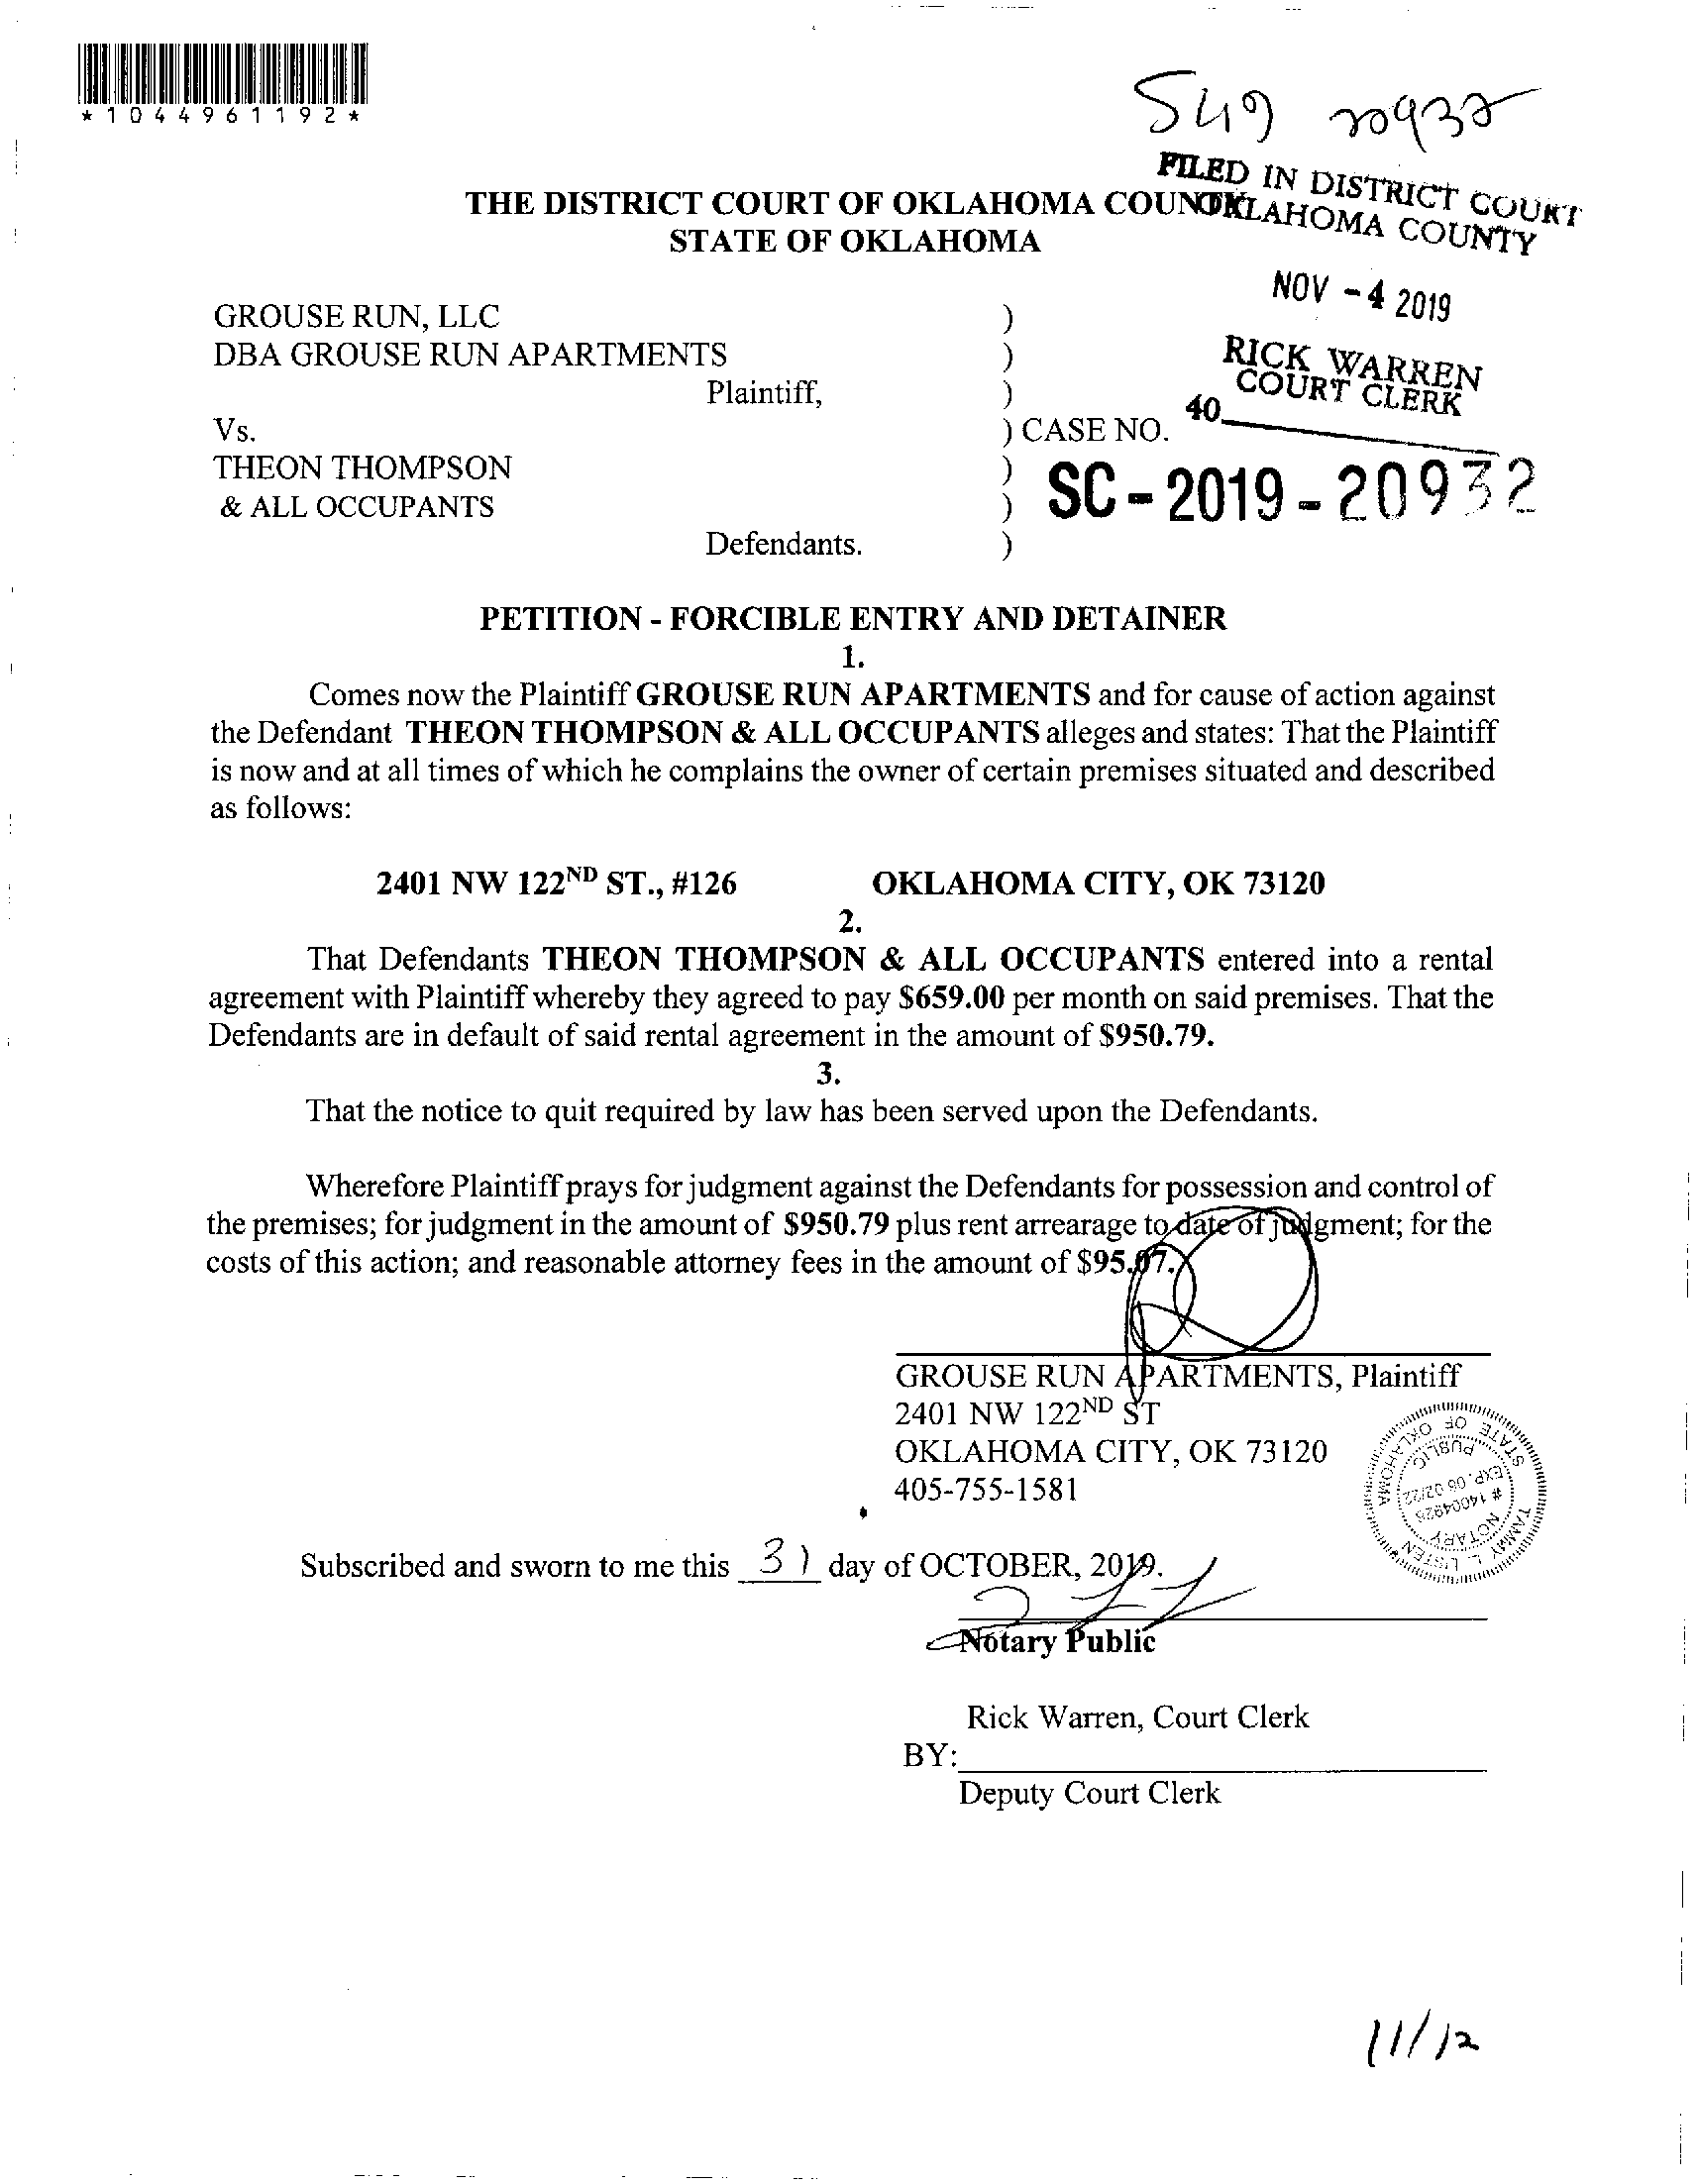 *1044961192*
20932
FILED IN DISTRICT COURT
OKLAHOMA COUNTY
THE DISTRICT COURT OF OKLAHOMA COUNTY
STATE OF OKLAHOMA
NOV -4 2019
RICK WARREN
COURT CLERK
40
GROUSE RUN, LLC )
DBA GROUSE RUN APARTMENTS )
Plaintiff, )
Vs. ) CASE NO.
THEON THOMPSON )
& ALL OCCUPANTS ) SC-2019-20932
Defendants. )
PETITION - FORCIBLE ENTRY AND DETAINER
1.
Comes now the Plaintiff GROUSE RUN APARTMENTS and for cause of action against
the Defendant THEON THOMPSON & ALL OCCUPANTS alleges and states: That the Plaintiff
is now and at all times of which he complains the owner of certain premises situated and described
as follows:
2401 NW 122ND ST., #126 OKLAHOMA CITY, OK 73120
2.
That Defendants THEON THOMPSON & ALL OCCUPANTS entered into a rental
agreement with Plaintiff whereby they agreed to pay $659.00 per month on said premises. That the
Defendants are in default of said rental agreement in the amount of $950.79.
3.
That the notice to quit required by law has been served upon the Defendants.
Wherefore Plaintiff prays for judgment against the Defendants for possession and control of
the premises; for judgment in the amount of $950.79 plus rent arrearage to date of judgment; for the
costs of this action; and reasonable attorney fees in the amount of $95.07.
GROUSE RUN APARTMENTS, Plaintiff
2401 NW 122ND ST
OKLAHOMA CITY, OK 73120
405-755-1581
TAMMY L. LISTEN
NOTARY
# 14004925
EXP. 06/02/22
PUBLIC
STATE OF OKLAHOMA
Subscribed and sworn to me this 31 day of OCTOBER, 2019.
Notary Public
Rick Warren, Court Clerk
BY:
Deputy Court Clerk
11/12